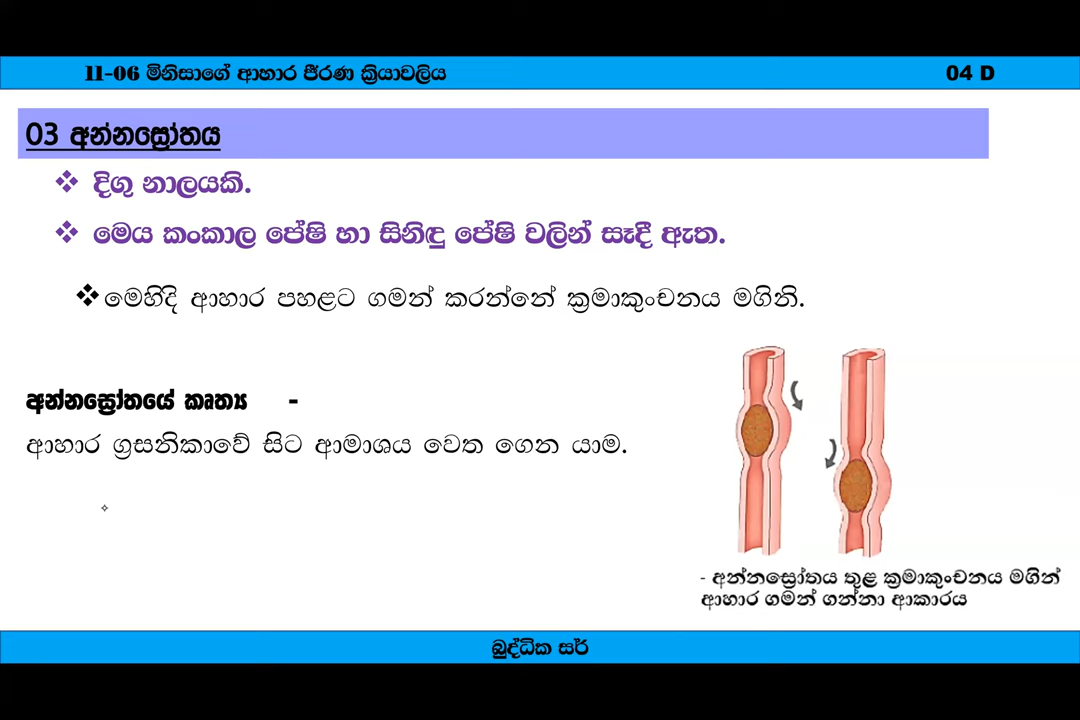 11-06 මිනිසාගේ ආහාර ජීරණ ක්‍රියාවලිය
04 D
03 අන්නස්‍රෝතය
❖ දිගු නාලයකි.
❖ මෙය කංකාල පේෂි හා සිනිඳු පේෂි වලින් සෑදී ඇත.
❖ මෙහිදි ආහාර පහළට ගමන් කරන්නේ ක්‍රමාකුංචනය මගිනි.
අන්නස්‍රෝතයේ කෘත්‍ය -
ආහාර ග්‍රසනිකාවේ සිට ආමාශය වෙත ගෙන යාම.
- අන්නස්‍රෝතය තුළ ක්‍රමාකුංචනය මගින්
ආහාර ගමන් ගන්නා ආකාරය
බුද්ධික සර්